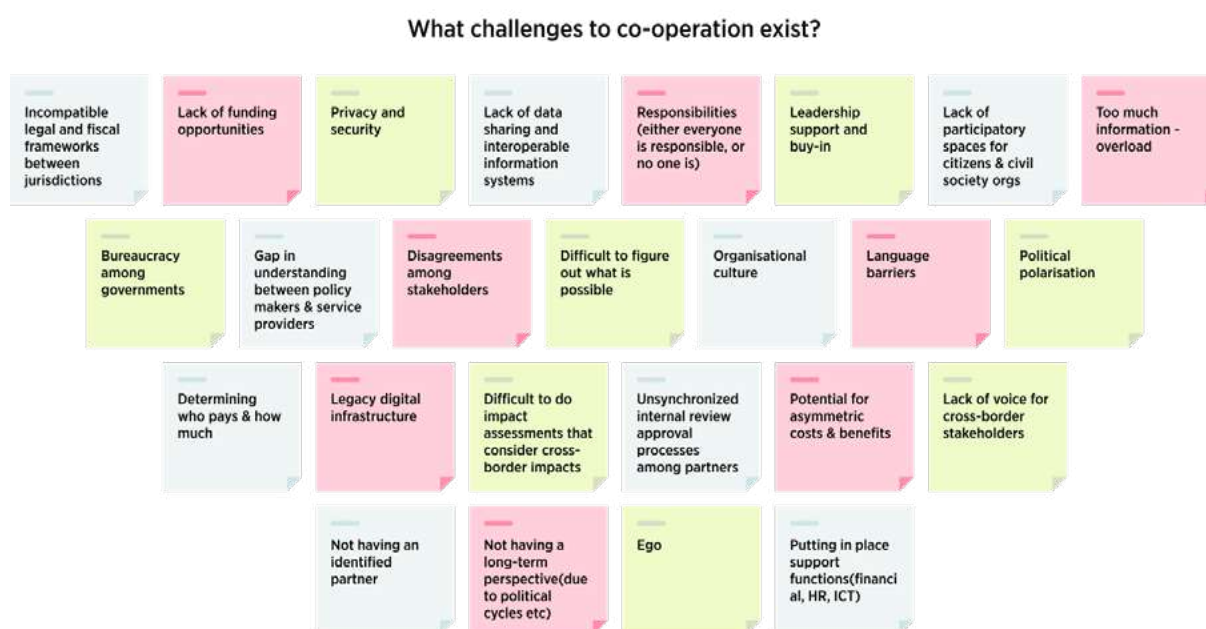 What challenges to co-operation exist?
Incompatible
legal and fiscal
frameworks
between
jurisdictions
Lack of funding
opportunities
Privacy and
security
Lack of data
sharing and
interoperable
information
systems
Responsibilities
(either everyone
is responsible, or
no one is)
Leadership
support and
buy-in
Lack of
participatory
spaces for
citizens & civil
society orgs
Too much
information -
overload
Bureaucracy
among
governments
Gap in
understanding
between policy
makers & service
providers
Disagreements
among
stakeholders
Difficult to figure
out what is
possible
Organisational
culture
Language
barriers
Political
polarisation
Determining
who pays & how
much
Legacy digital
infrastructure
Difficult to do
impact
assessments that
consider cross-
border impacts
Unsynchronized
internal review
approval
processes
among partners
Potential for
asymmetric
costs & benefits
Lack of voice for
cross-border
stakeholders
Not having an
identified
partner
Not having a
long-term
perspective(due
to political
cycles etc)
Ego
Putting in place
support
functions(financi
al, HR, ICT)